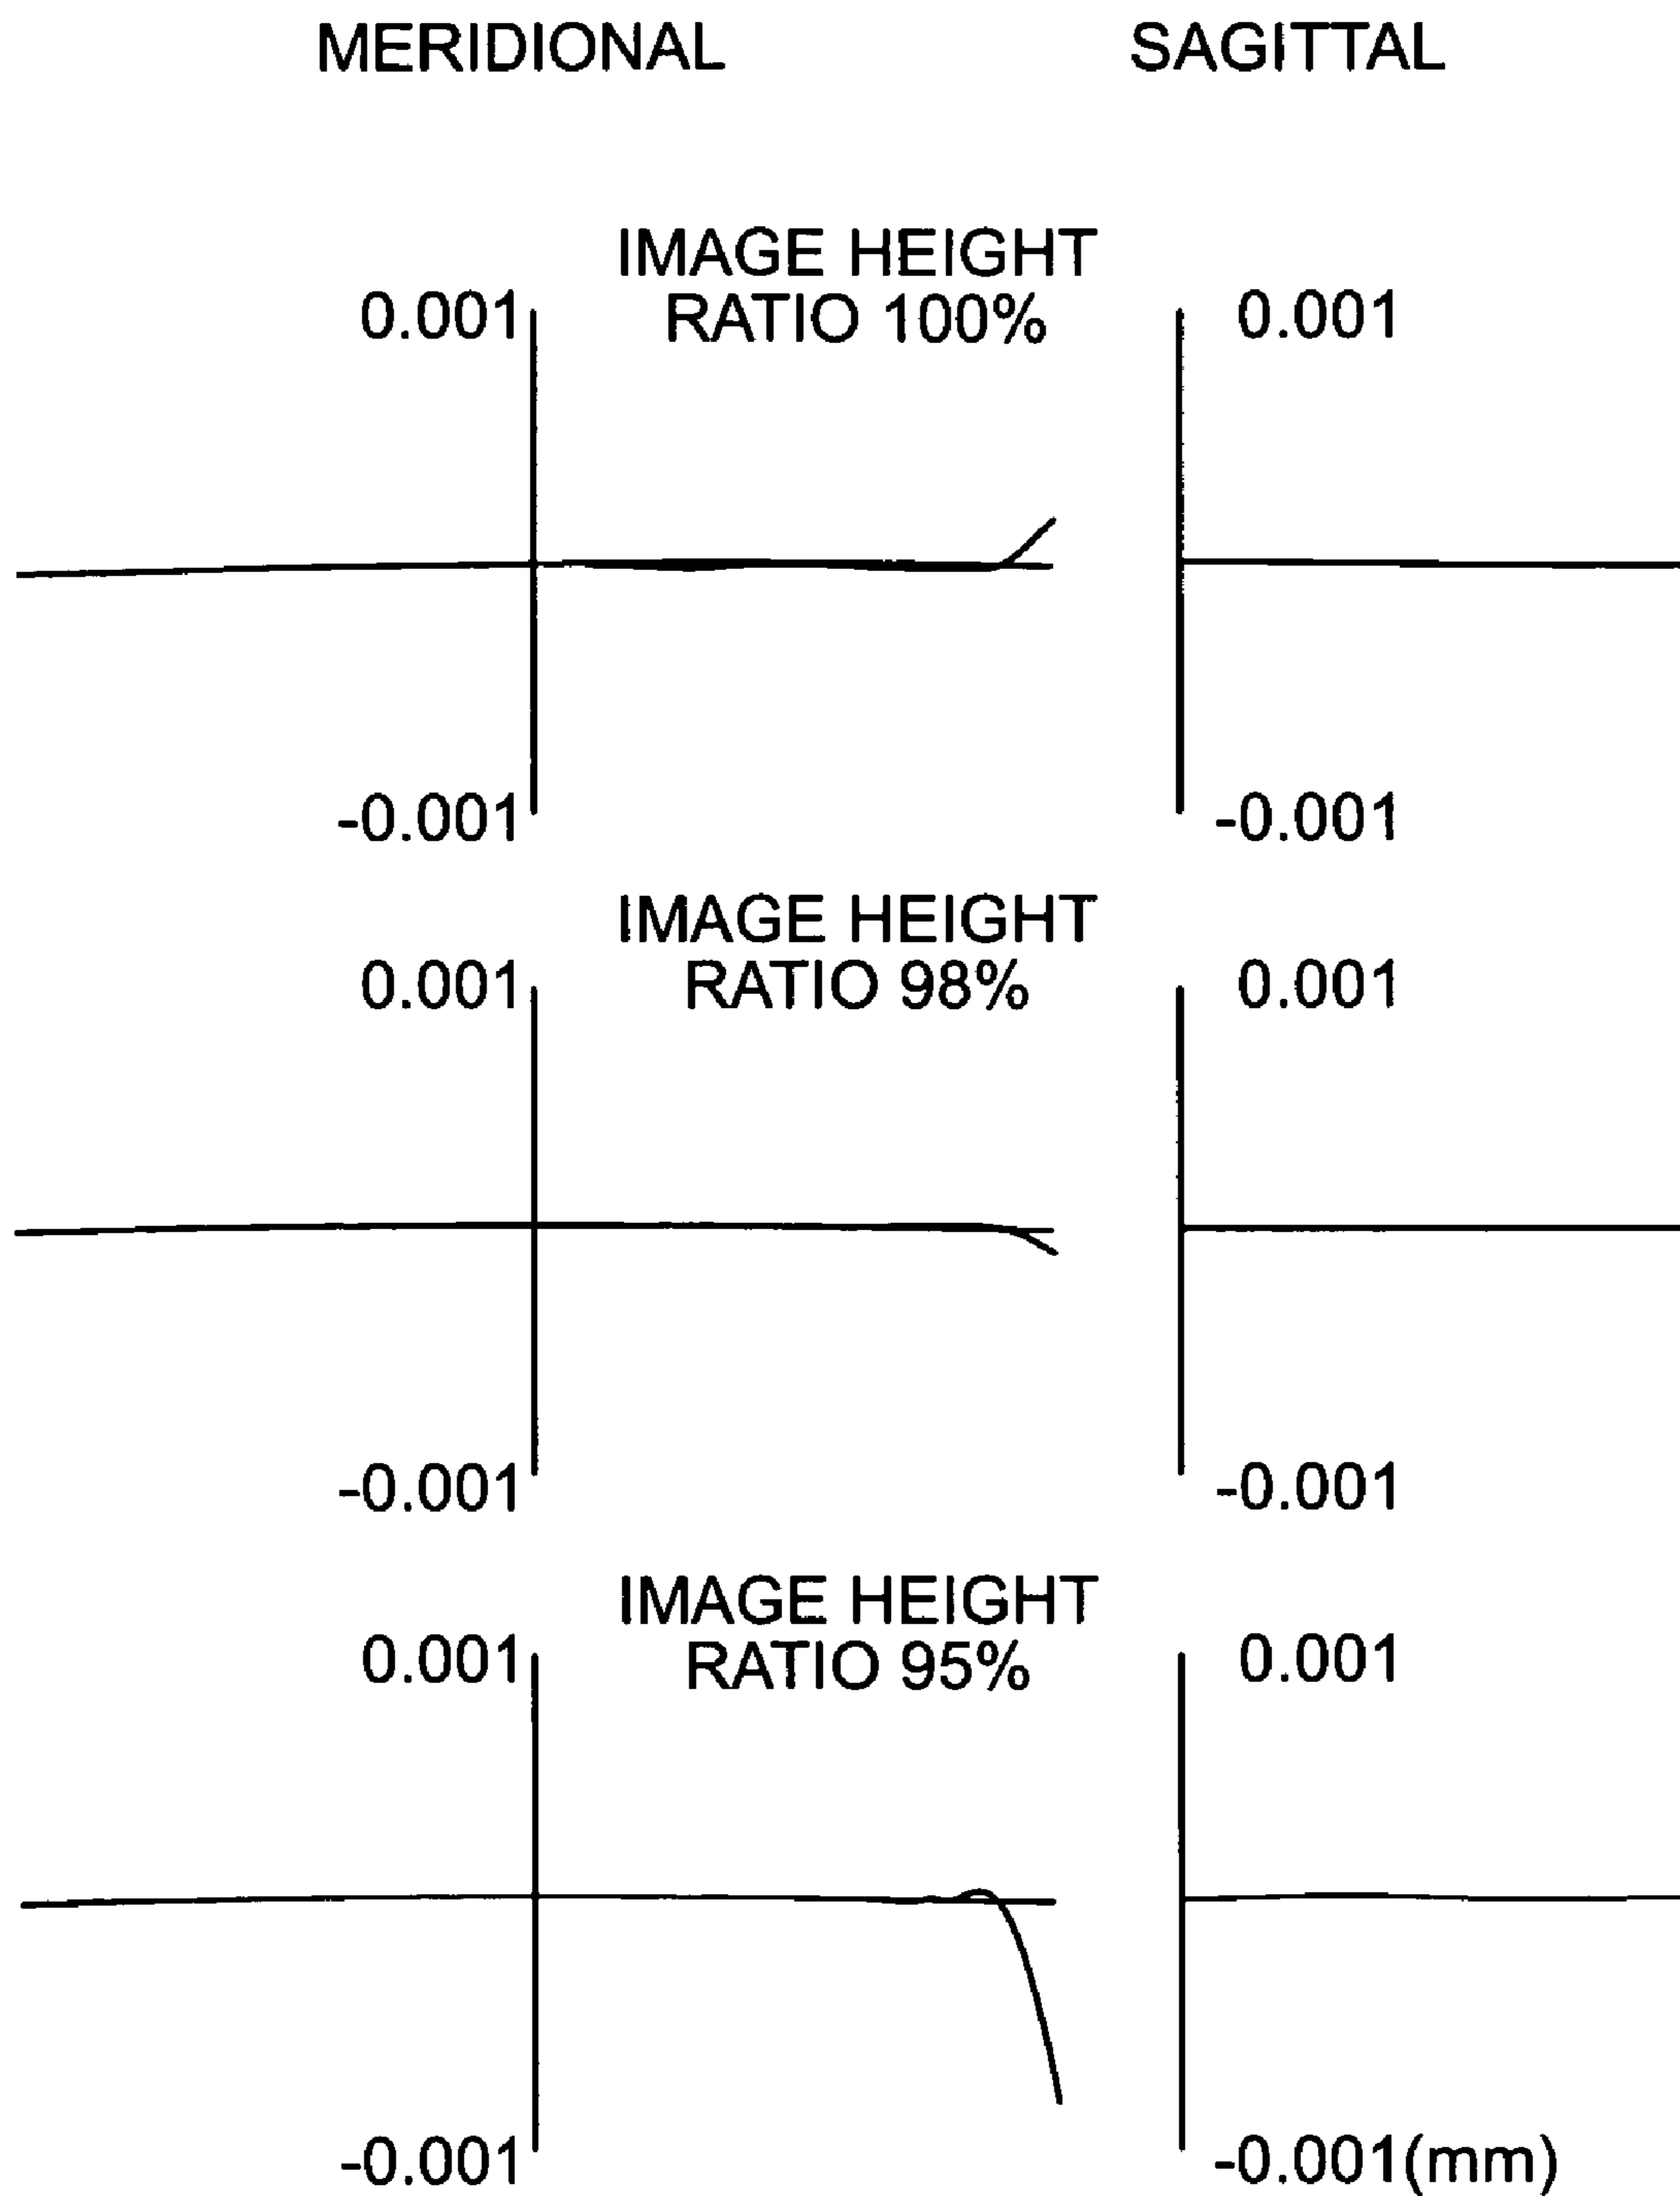 MERIDIONAL
SAGITTAL
IMAGE HEIGHT
RATIO 100%
0.001
0.001
-0.001
-0.001
IMAGE HEIGHT
RATIO 98%
0.001
0.001
-0.001
-0.001
IMAGE HEIGHT
RATIO 95%
0.001
0.001
-0.001
-0.001(mm)